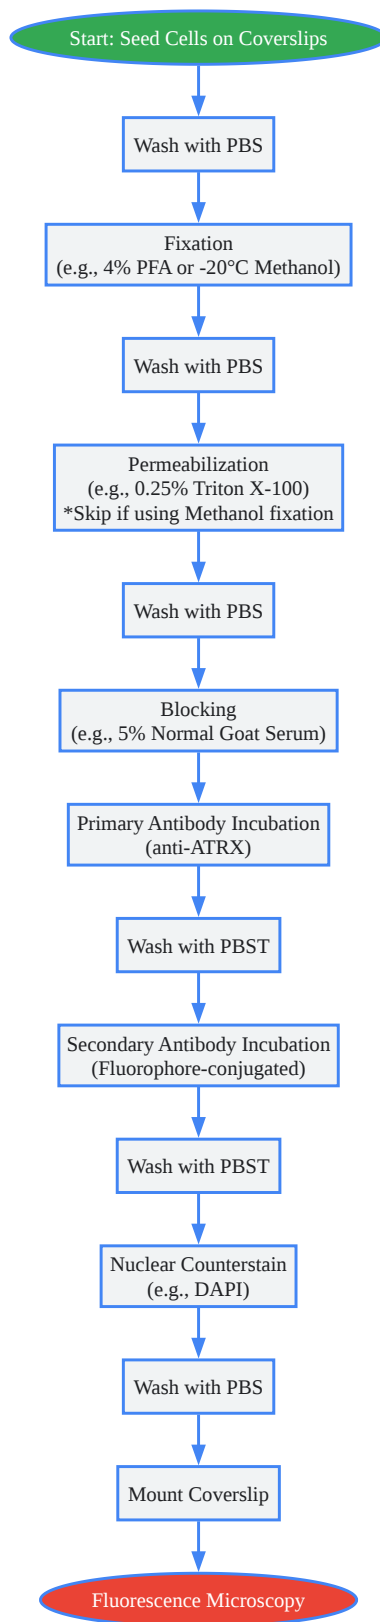 Start: Seed Cells on Coverslips
Wash with PBS
Fixation
(e.g., 4% PFA or -20°C Methanol)
Wash with PBS
Permeabilization
(e.g., 0.25% Triton X-100)
*Skip if using Methanol fixation
Wash with PBS
Blocking
(e.g., 5% Normal Goat Serum)
Primary Antibody Incubation
(anti-ATRX)
Wash with PBST
Secondary Antibody Incubation
(Fluorophore-conjugated)
Wash with PBST
Nuclear Counterstain
(e.g., DAPI)
Wash with PBS
Mount Coverslip
Fluorescence Microscopy